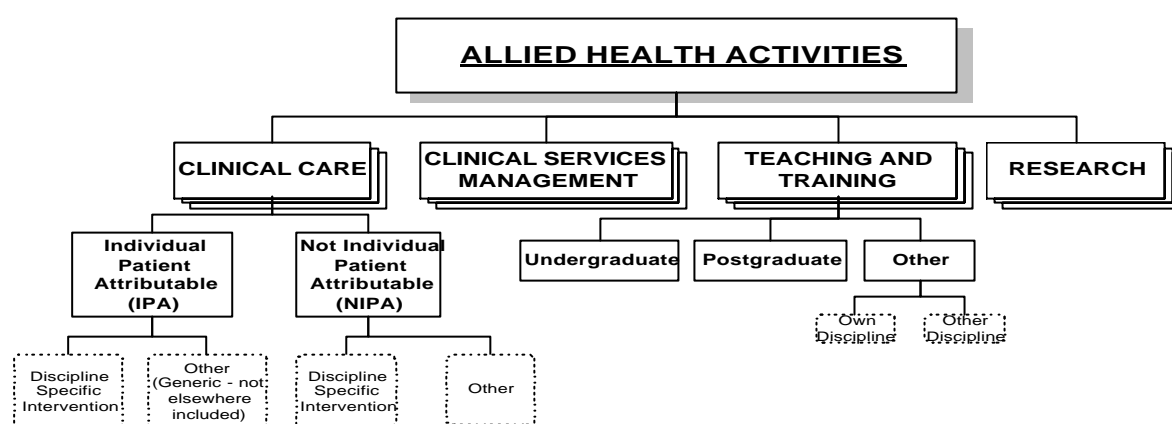 ALLIED HEALTH ACTIVITIES
CLINICAL CARE
CLINICAL SERVICES
MANAGEMENT
TEACHING AND
TRAINING
RESEARCH
Individual
Patient
Attributable
(IPA)
Not Individual
Patient
Attributable
(NIPA)
Undergraduate
Postgraduate
Other
Own
Discipline
Other
Discipline
Discipline
Specific
Intervention
Other
(Generic - not
elsewhere
included)
Discipline
Specific
Intervention
Other